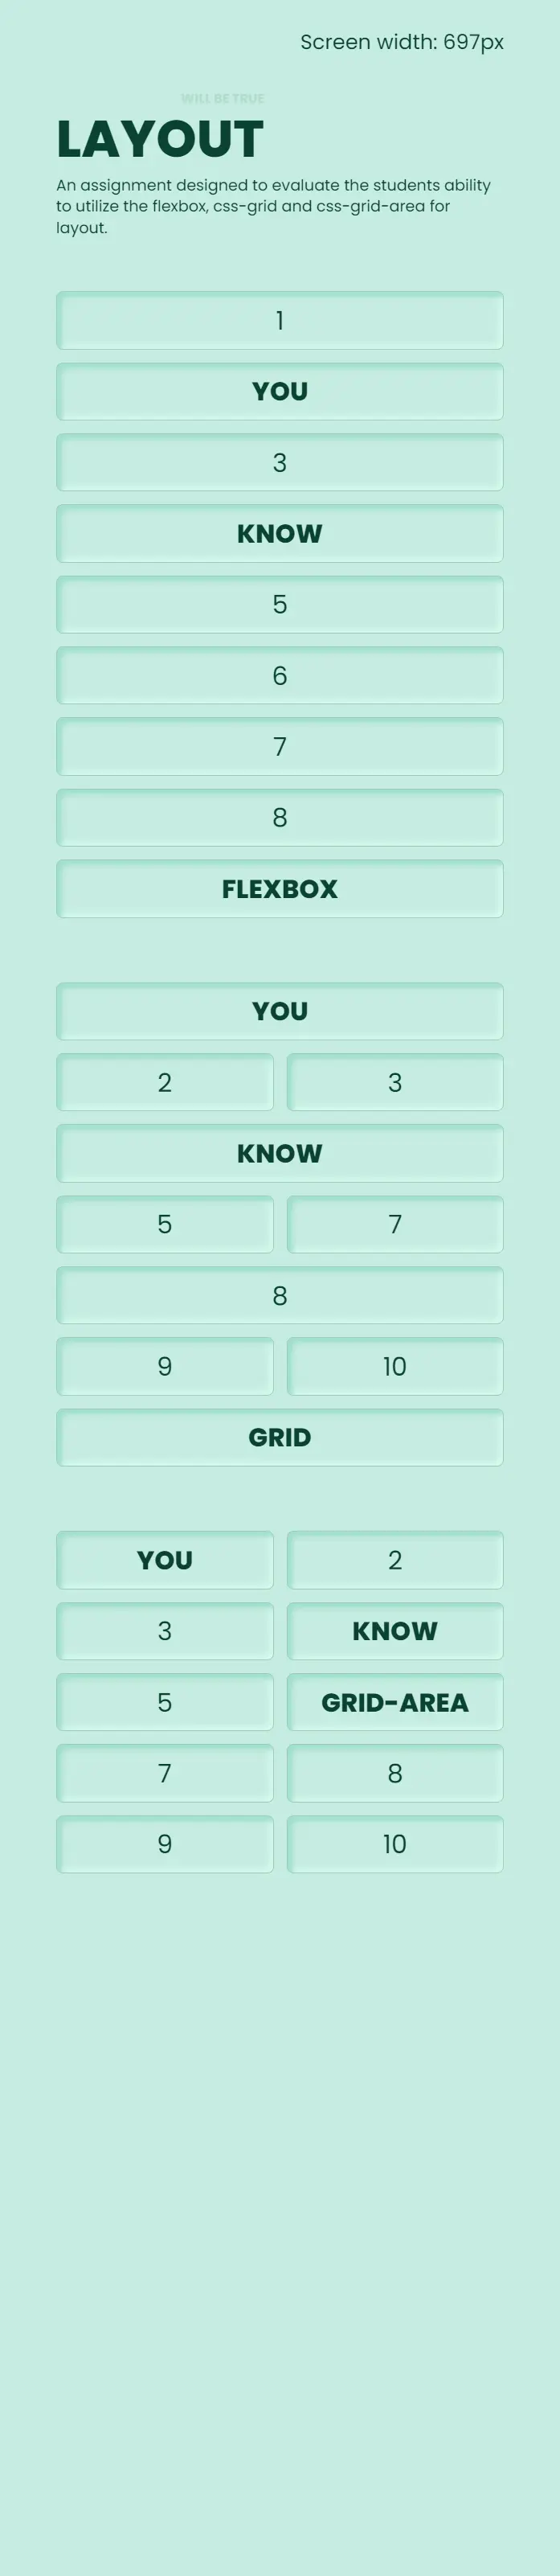 Screen width: 697px
WILL BE TRUE
LAYOUT
An assignment designed to evaluate the students ability
to utilize the flexbox, css-grid and css-grid-area for
layout.
1
YOU
3
KNOW
5
6
7
8
FLEXBOX
YOU
2 3
KNOW
5 7
8
9 10
GRID
YOU 2
3 KNOW
5 GRID-AREA
7 8
9 10